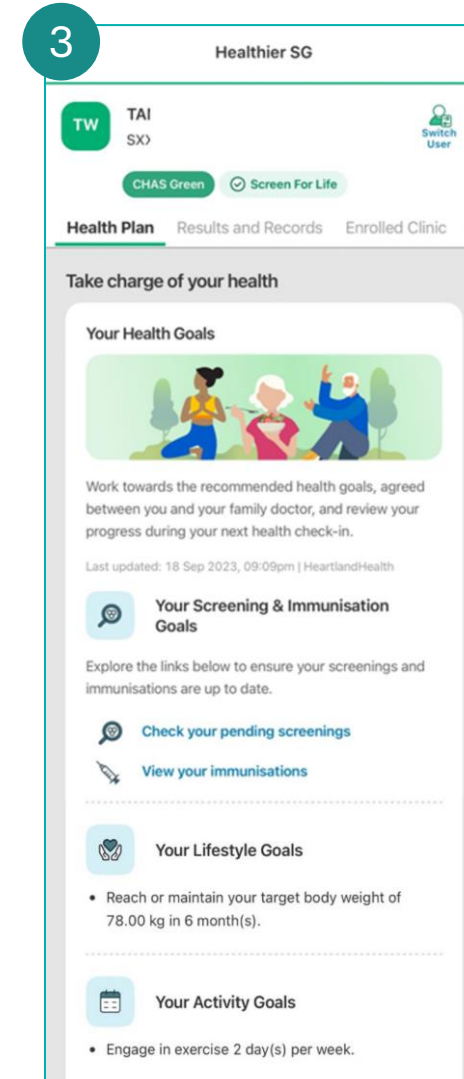 3
Healthier SG
TW
TAI
SX
Switch
User
CHAS Green
Screen For Life
Health Plan
Results and Records
Enrolled Clinic
Take charge of your health
Your Health Goals
Work towards the recommended health goals, agreed
between you and your family doctor, and review your
progress during your next health check-in.
Last updated: 18 Sep 2023, 09:09pm | HeartlandHealth
Your Screening & Immunisation
Goals
Explore the links below to ensure your screenings and
immunisations are up to date.
Check your pending screenings
View your immunisations
Your Lifestyle Goals
• Reach or maintain your target body weight of
78.00 kg in 6 month(s).
Your Activity Goals
• Engage in exercise 2 day(s) per week.